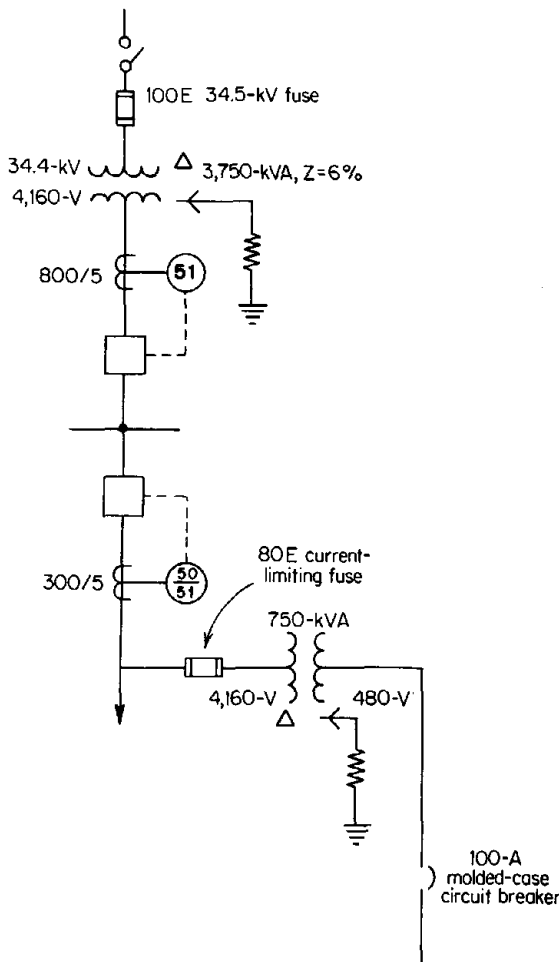 100E 34.5-kV fuse
34.4-kV
Δ
3,750-kVA, Z=6%
4,160-V
800/5
51
80E current-
limiting fuse
300/5
50
51
750-kVA
4,160-V
480-V
Δ
100-A
molded-case
circuit breaker